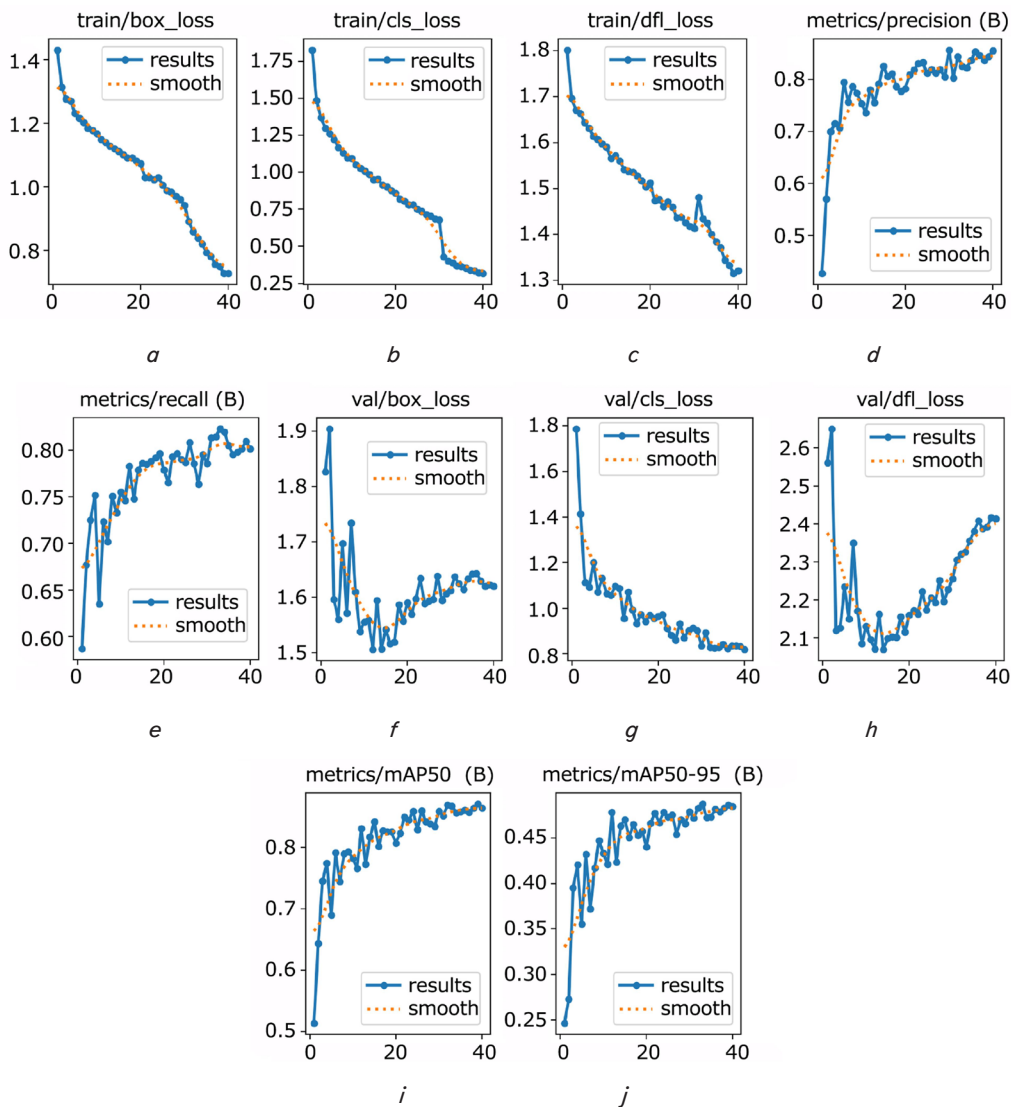 train/box_loss
train/cls_loss
train/dfl_loss
metrics/precision (B)
1.4
1.2
1.0
0.8
results
smooth
0
20
40
1.75
1.50
1.25
1.00
0.75
0.50
0.25
results
smooth
0
20
40
1.8
1.7
1.6
1.5
1.4
1.3
results
smooth
0
20
40
0.8
0.7
0.6
0.5
results
smooth
0
20
40
a
b
c
d
metrics/recall (B)
val/box_loss
val/cls_loss
val/dfl_loss
0.80
0.75
0.70
0.65
0.60
results
smooth
0
20
40
1.9
1.8
1.7
1.6
1.5
results
smooth
0
20
40
1.8
1.6
1.4
1.2
1.0
0.8
results
smooth
0
20
40
2.6
2.5
2.4
2.3
2.2
2.1
results
smooth
0
20
40
e
f
g
h
metrics/mAP50 (B)
metrics/mAP50-95 (B)
0.8
0.7
0.6
0.5
results
smooth
0
20
40
0.45
0.40
0.35
0.30
0.25
results
smooth
0
20
40
i
j